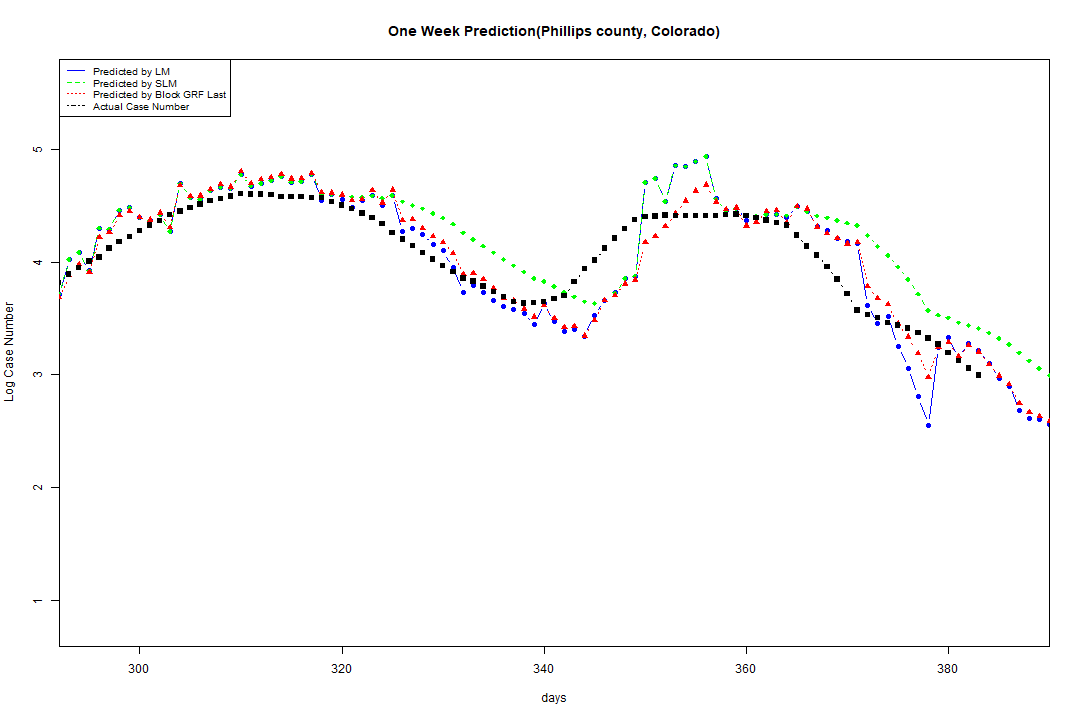 One Week Prediction(Phillips county, Colorado)
Predicted by LM
Predicted by SLM
Predicted by Block GRF Last
Actual Case Number
5
4
3
2
1
Log Case Number
300 320 340 360 380
days